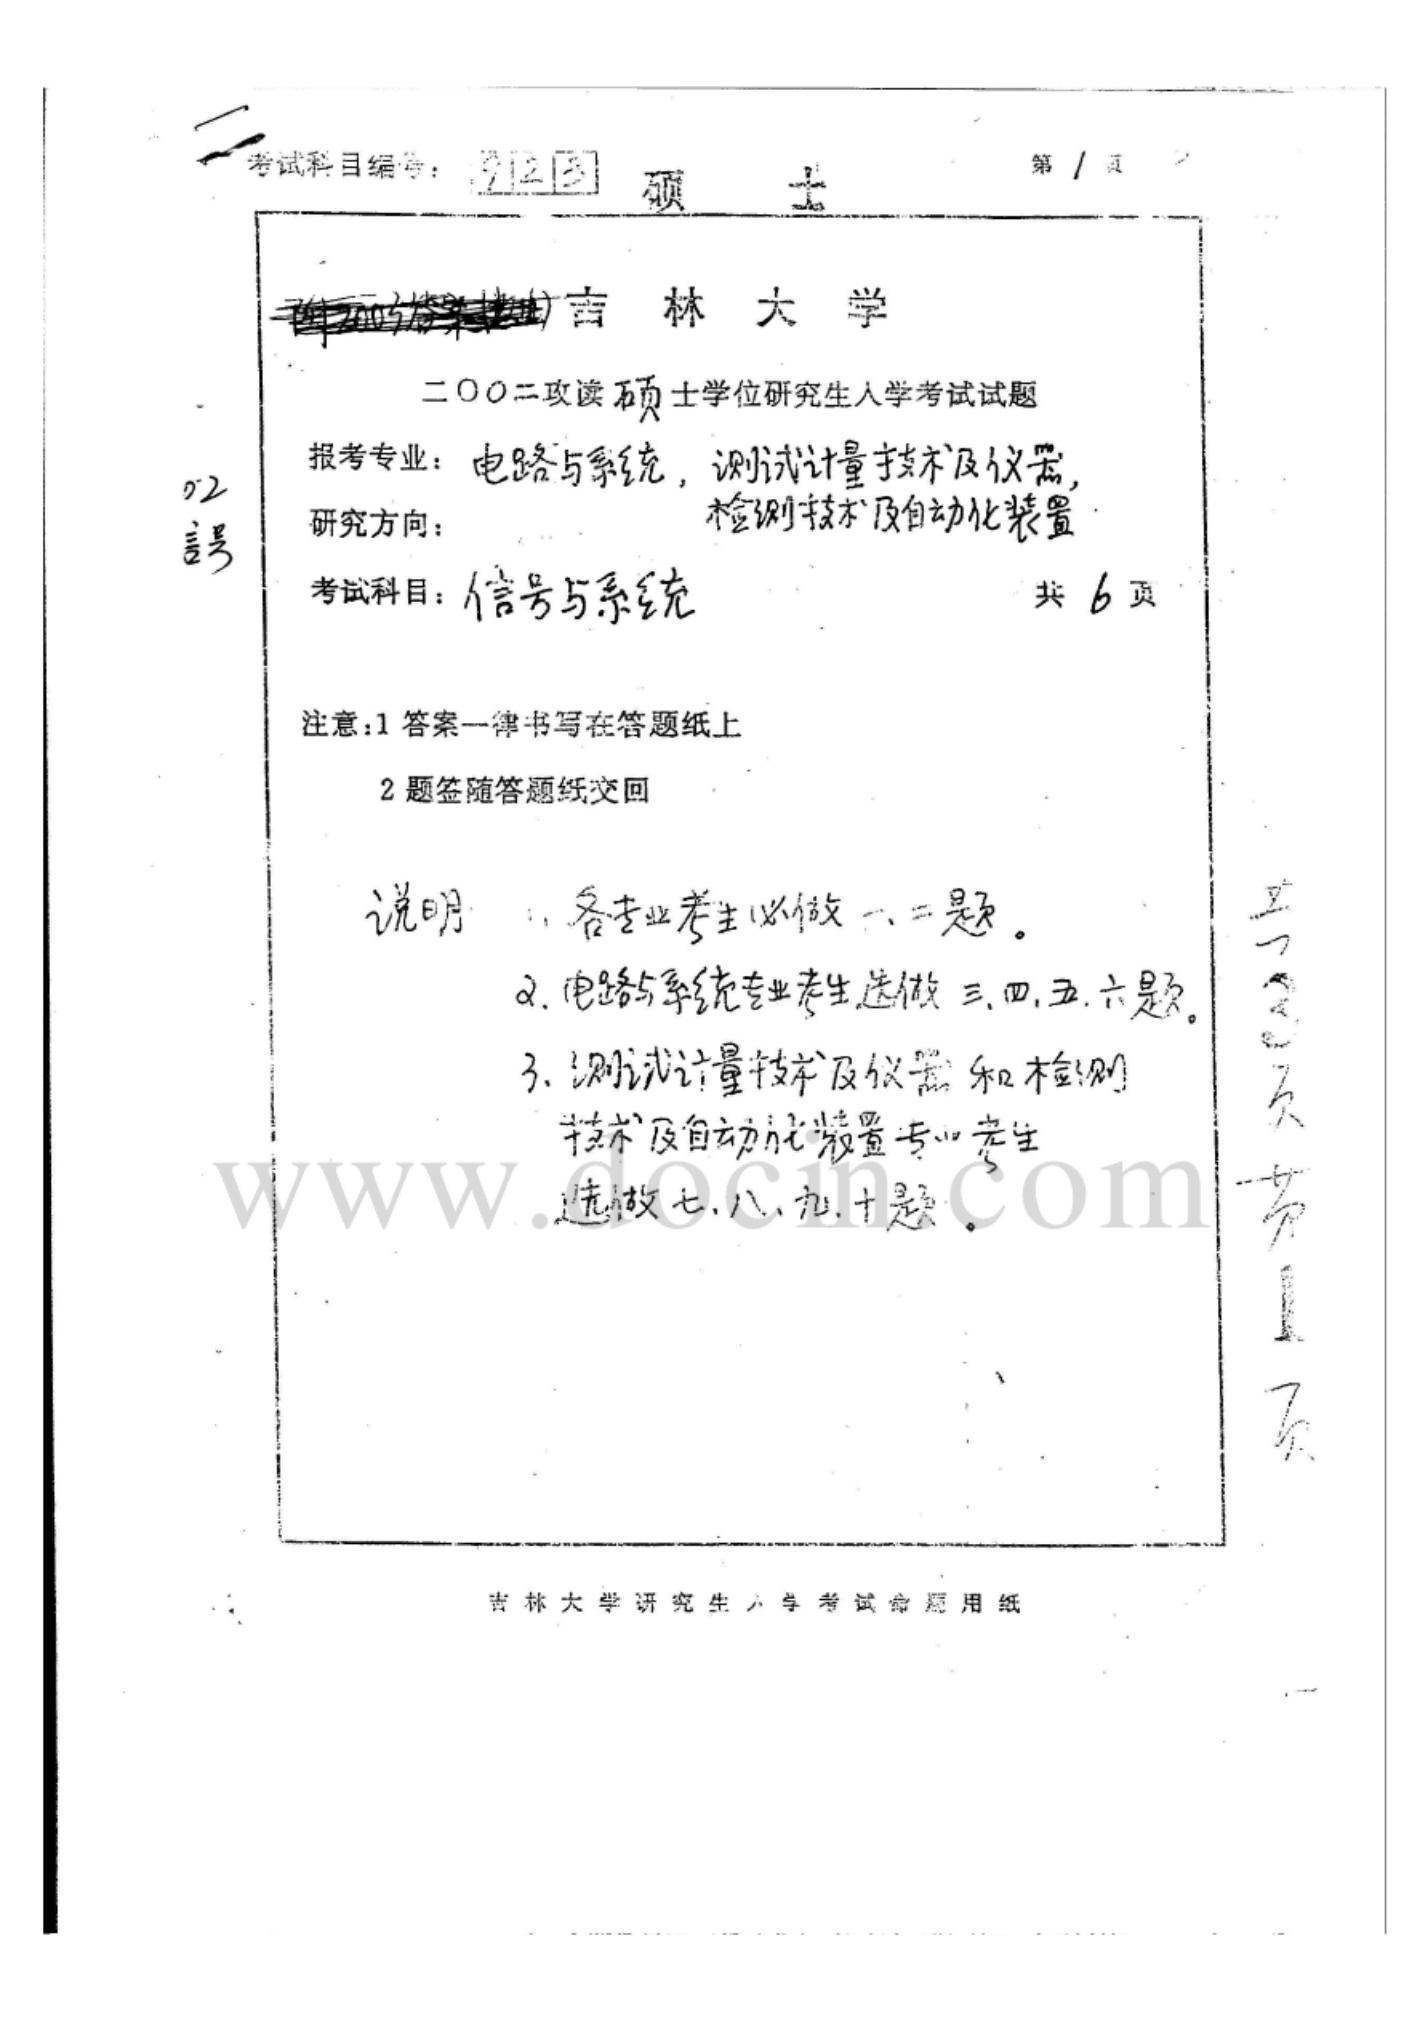 考试科目编号: 923
第 1 页
硕 士
吉林大学
二〇〇二攻读硕士学位研究生入学考试试题
报考专业: 电路与系统, 测试计量技术及仪器,
检测技术及自动化装置.
研究方向:
02
信号
考试科目: 信号与系统 共 6 页
注意:1 答案一律书写在答题纸上
2 题签随答题纸交回
说明 1. 各专业考生必做一、二题。
2. 电路与系统专业考生选做 三、四、五、六题。
3. 测试计量技术及仪器和检测
技术及自动化装置专业考生
选做七、八、九、十题。
www.docin.com
第1页
吉林大学研究生入学考试命题用纸